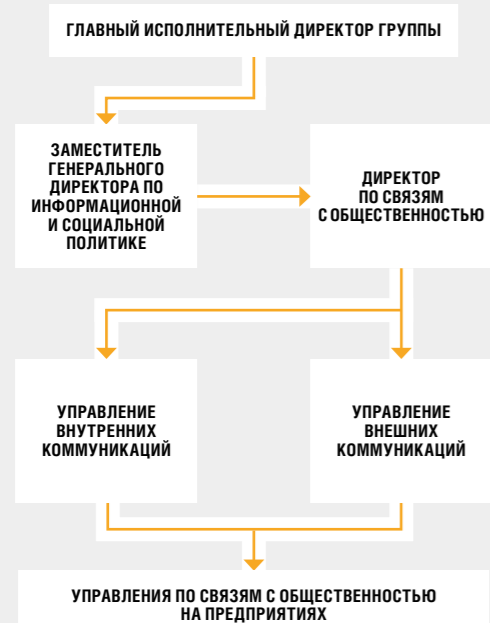 ГЛАВНЫЙ ИСПОЛНИТЕЛЬНЫЙ ДИРЕКТОР ГРУППЫ
ЗАМЕСТИТЕЛЬ
ГЕНЕРАЛЬНОГО
ДИРЕКТОРА ПО
ИНФОРМАЦИОННОЙ
И СОЦИАЛЬНОЙ
ПОЛИТИКЕ
ДИРЕКТОР
ПО СВЯЗЯМ
С ОБЩЕСТВЕННОСТЬЮ
УПРАВЛЕНИЕ
ВНУТРЕННИХ
КОММУНИКАЦИЙ
УПРАВЛЕНИЕ
ВНЕШНИХ
КОММУНИКАЦИЙ
УПРАВЛЕНИЯ ПО СВЯЗЯМ С ОБЩЕСТВЕННОСТЬЮ
НА ПРЕДПРИЯТИЯХ